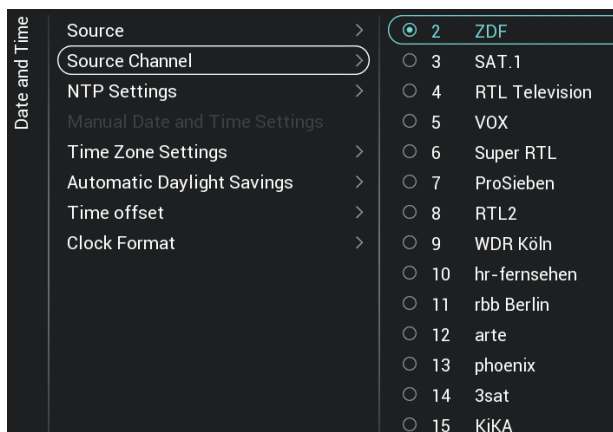 Date and Time
Source
Source Channel
NTP Settings
Manual Date and Time Settings
Time Zone Settings
Automatic Daylight Savings
Time offset
Clock Format
2 ZDF
3 SAT.1
4 RTL Television
5 VOX
6 Super RTL
7 ProSieben
8 RTL2
9 WDR Köln
10 hr-fernsehen
11 rbb Berlin
12 arte
13 phoenix
14 3sat
15 KiKA